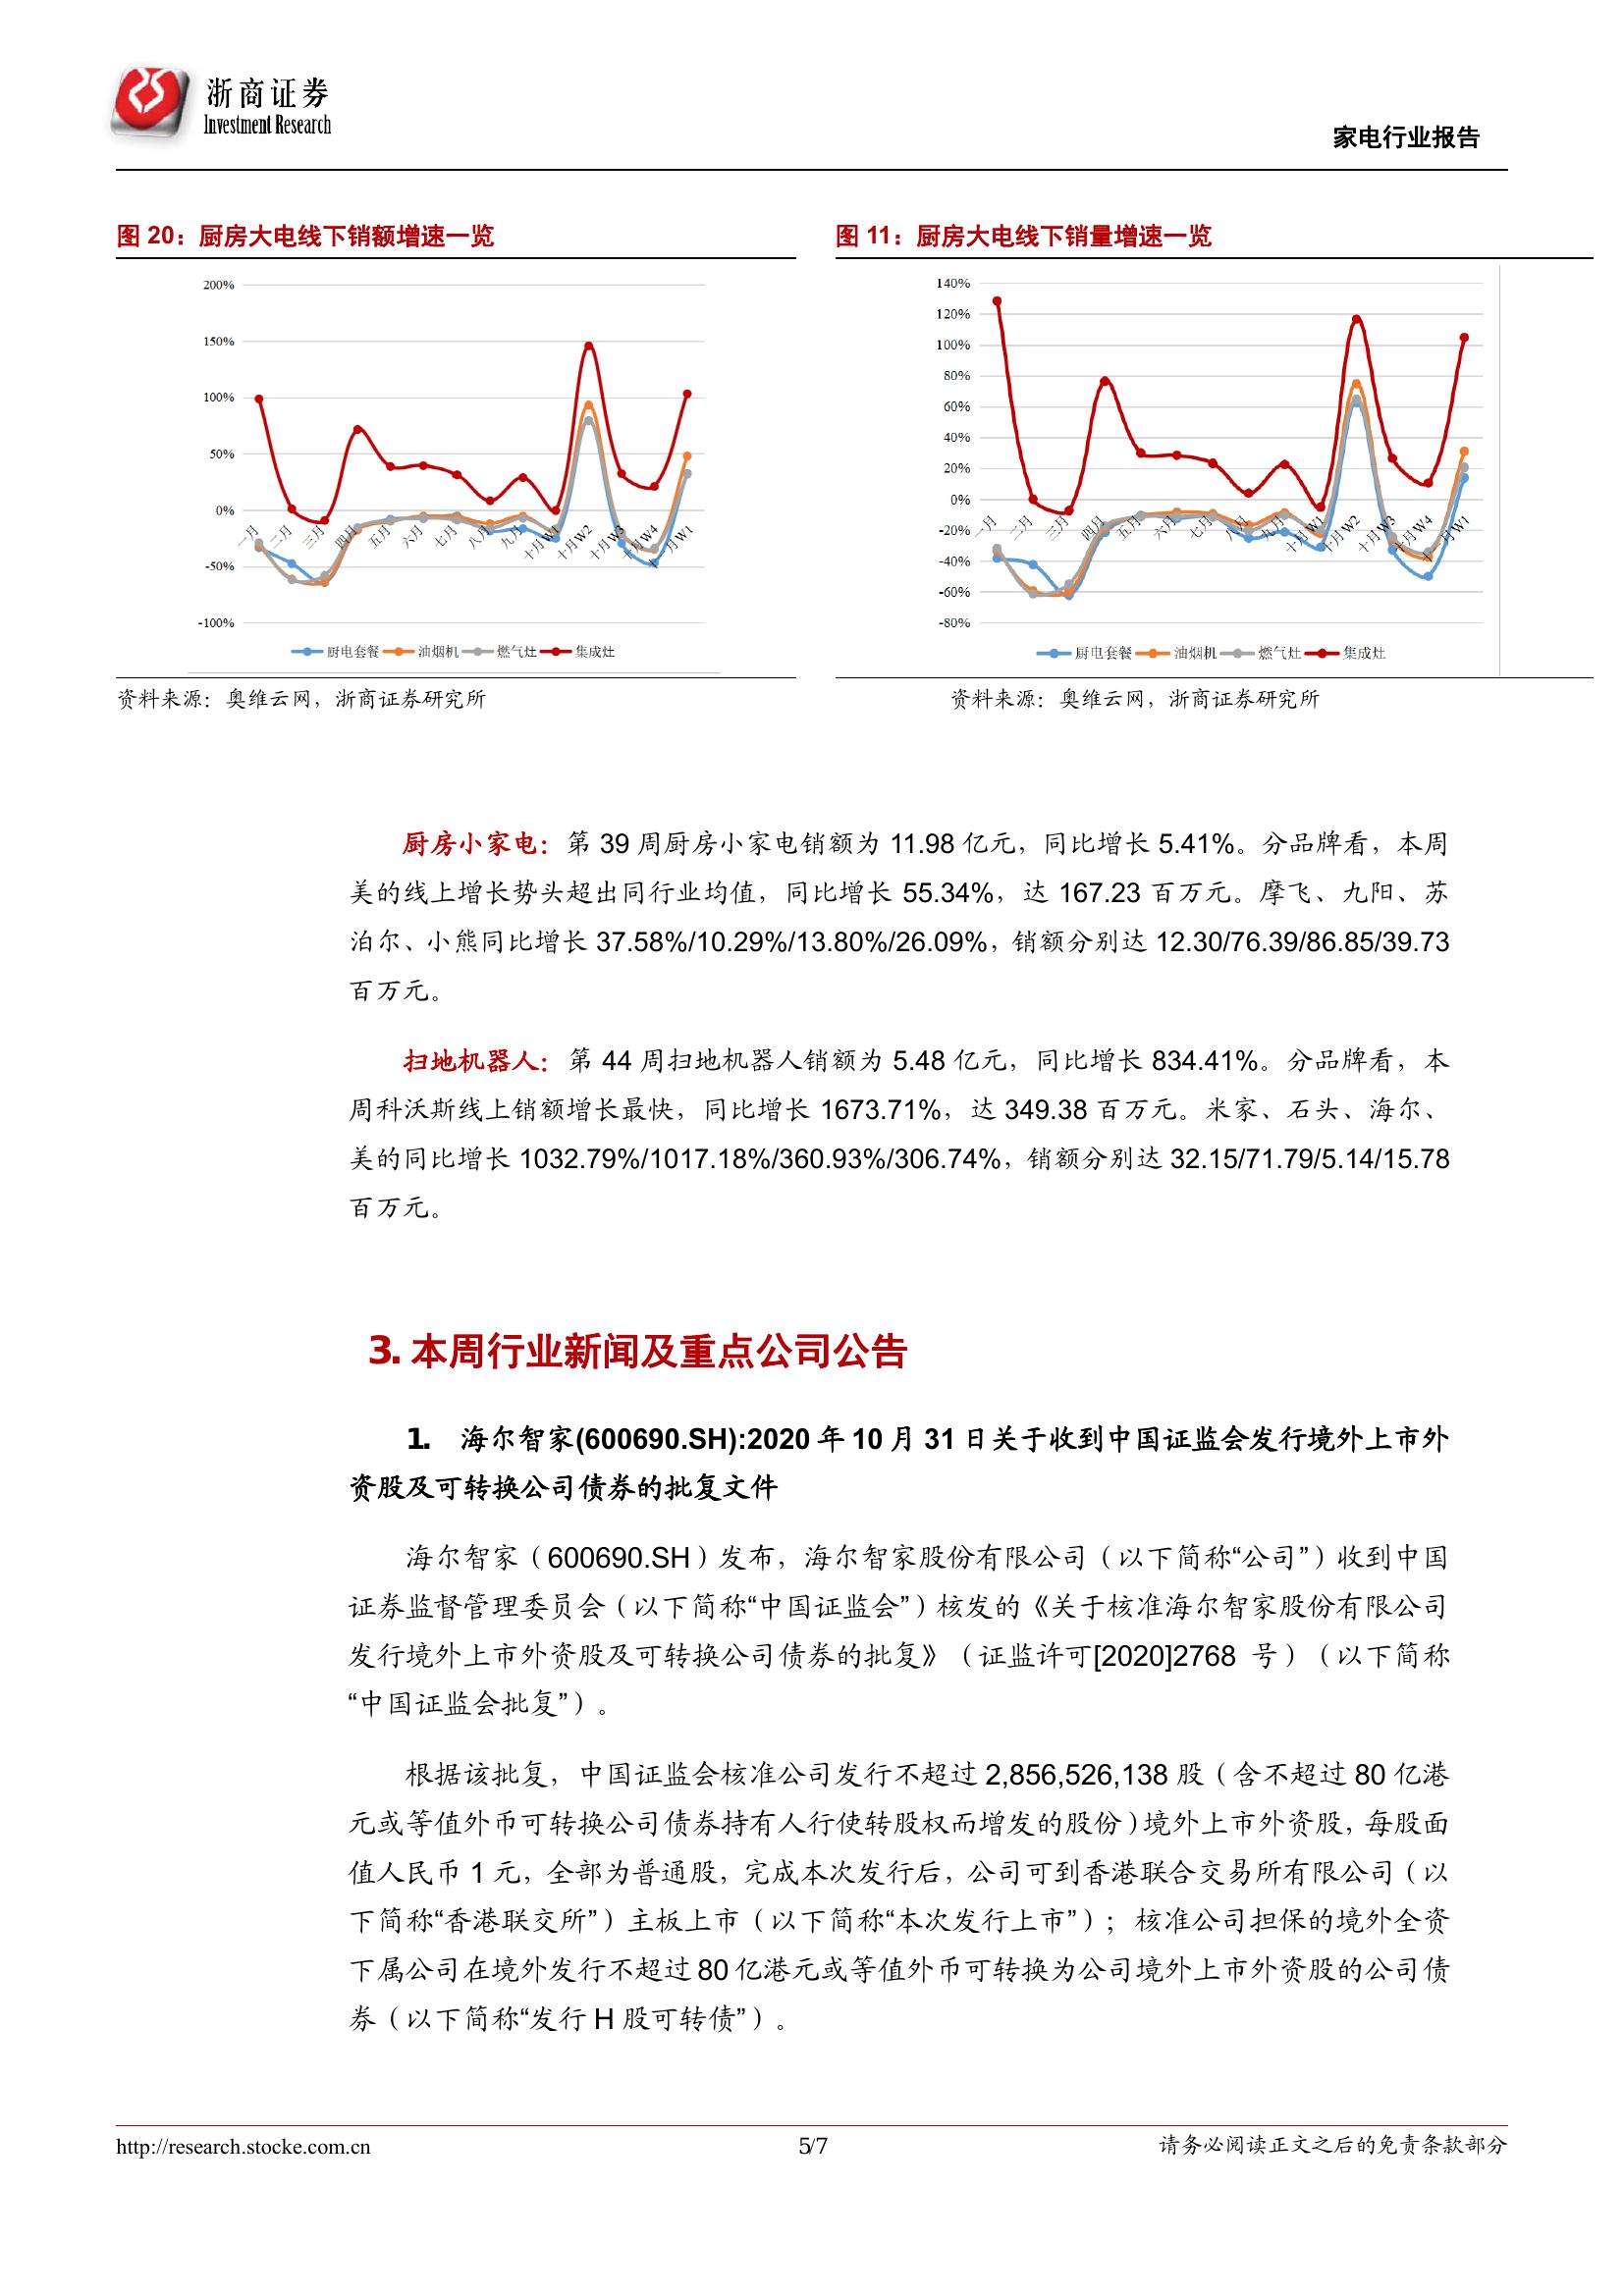 浙商证券
Investment Research
家电行业报告
图 20：厨房大电线下销额增速一览
200%
150%
100%
50%
0%
-50%
-100%
一月
二月
三月
四月
五月
六月
七月
八月
九月
十月W1
十月W2
十月W3
十月W4
十一月W1
厨电套餐 油烟机 燃气灶 集成灶
资料来源：奥维云网，浙商证券研究所
图 11：厨房大电线下销量增速一览
140%
120%
100%
80%
60%
40%
20%
0%
-20%
-40%
-60%
-80%
一月
二月
三月
四月
五月
六月
七月
八月
九月
十月W1
十月W2
十月W3
十月W4
十一月W1
厨电套餐 油烟机 燃气灶 集成灶
资料来源：奥维云网，浙商证券研究所
厨房小家电：第 39 周厨房小家电销额为 11.98 亿元，同比增长 5.41%。分品牌看，本周
美的线上增长势头超出同行业均值，同比增长 55.34%，达 167.23 百万元。摩飞、九阳、苏
泊尔、小熊同比增长 37.58%/10.29%/13.80%/26.09%，销额分别达 12.30/76.39/86.85/39.73
百万元。
扫地机器人：第 44 周扫地机器人销额为 5.48 亿元，同比增长 834.41%。分品牌看，本
周科沃斯线上销额增长最快，同比增长 1673.71%，达 349.38 百万元。米家、石头、海尔、
美的同比增长 1032.79%/1017.18%/360.93%/306.74%，销额分别达 32.15/71.79/5.14/15.78
百万元。
3. 本周行业新闻及重点公司公告
1. 海尔智家(600690.SH):2020 年 10 月 31 日关于收到中国证监会发行境外上市外
资股及可转换公司债券的批复文件
海尔智家（600690.SH）发布，海尔智家股份有限公司（以下简称“公司”）收到中国
证券监督管理委员会（以下简称“中国证监会”）核发的《关于核准海尔智家股份有限公司
发行境外上市外资股及可转换公司债券的批复》（证监许可[2020]2768 号）（以下简称
“中国证监会批复”）。
根据该批复，中国证监会核准公司发行不超过 2,856,526,138 股（含不超过 80 亿港
元或等值外币可转换公司债券持有人行使转股权而增发的股份）境外上市外资股，每股面
值人民币 1 元，全部为普通股，完成本次发行后，公司可到香港联合交易所有限公司（以
下简称“香港联交所”）主板上市（以下简称“本次发行上市”）；核准公司担保的境外全资
下属公司在境外发行不超过 80 亿港元或等值外币可转换为公司境外上市外资股的公司债
券（以下简称“发行 H 股可转债”）。
http://research.stocke.com.cn
5/7
请务必阅读正文之后的免责条款部分